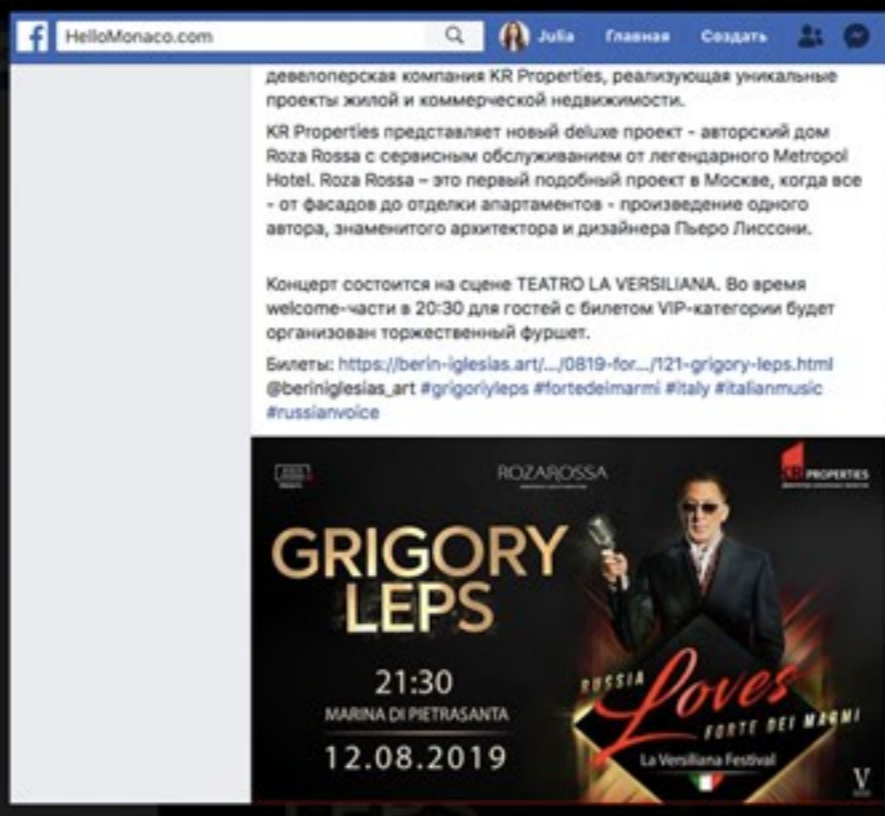 HelloMonaco.com
Julia
Главная
Создать
девелоперская компания KR Properties, реализующая уникальные
проекты жилой и коммерческой недвижимости.
KR Properties представляет новый deluxe проект - авторский дом
Roza Rossa с сервисным обслуживанием от легендарного Metropol
Hotel. Roza Rossa – это первый подобный проект в Москве, когда все
- от фасадов до отделки апартаментов - произведение одного
автора, знаменитого архитектора и дизайнера Пьеро Лиссони.
Концерт состоится на сцене TEATRO LA VERSILIANA. Во время
welcome-части в 20:30 для гостей с билетом VIP-категории будет
организован торжественный фуршет.
Билеты: https://berin-iglesias.art/.../0819-for.../121-grigory-leps.html
@beriniglesias_art #grigoriyleps #fortedeimarmi #italy #italianmusic
#russianvoice
ROZAROSSA
KR PROPERTIES
GRIGORY
LEPS
21:30
MARINA DI PIETRASANTA
12.08.2019
RUSSIA
Loves
FORTE DEI MARMI
La Versiliana Festival
V